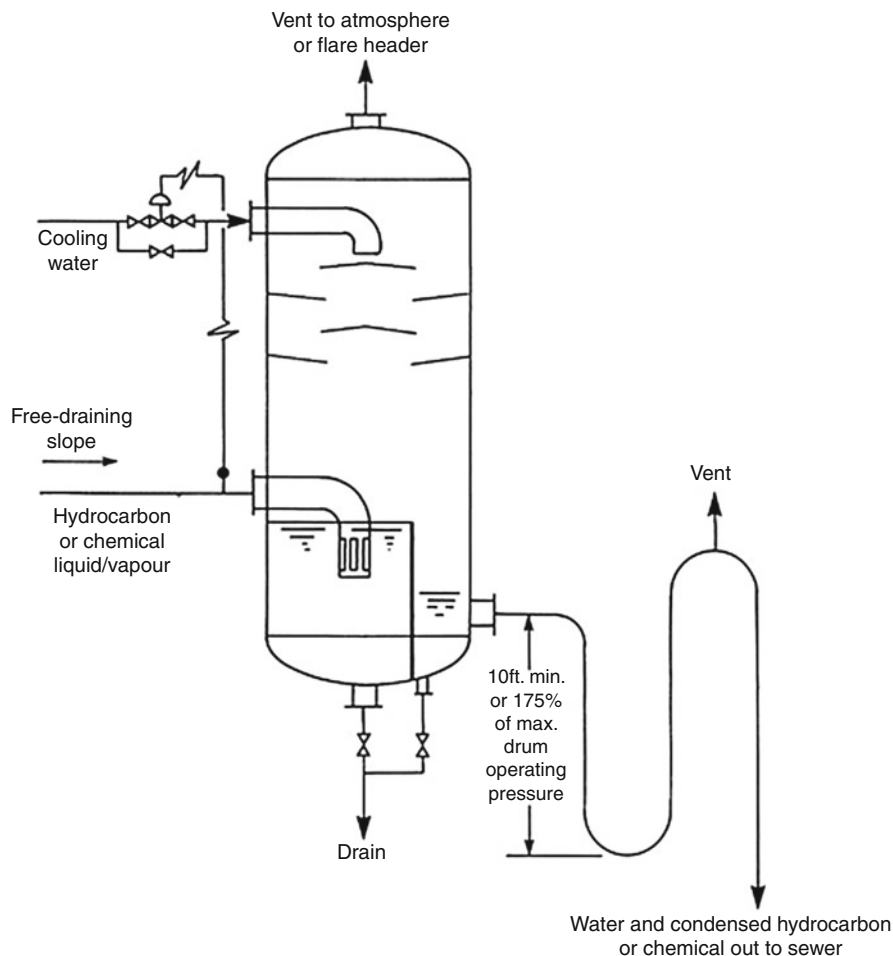 Vent to atmosphere
or flare header
Cooling
water
Free-draining
slope
Hydrocarbon
or chemical
liquid/vapour
Vent
10ft. min.
or 175%
of max.
drum
operating
pressure
Drain
Water and condensed hydrocarbon
or chemical out to sewer